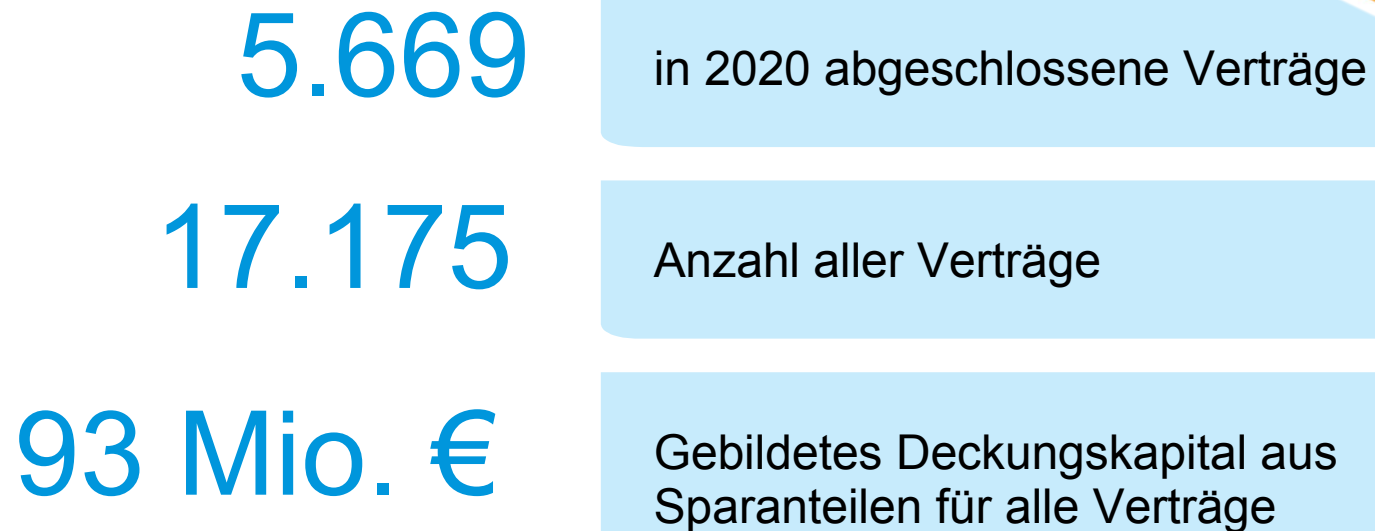 5.669
in 2020 abgeschlossene Verträge
17.175
Anzahl aller Verträge
93 Mio. €
Gebildetes Deckungskapital aus
Sparanteilen für alle Verträge